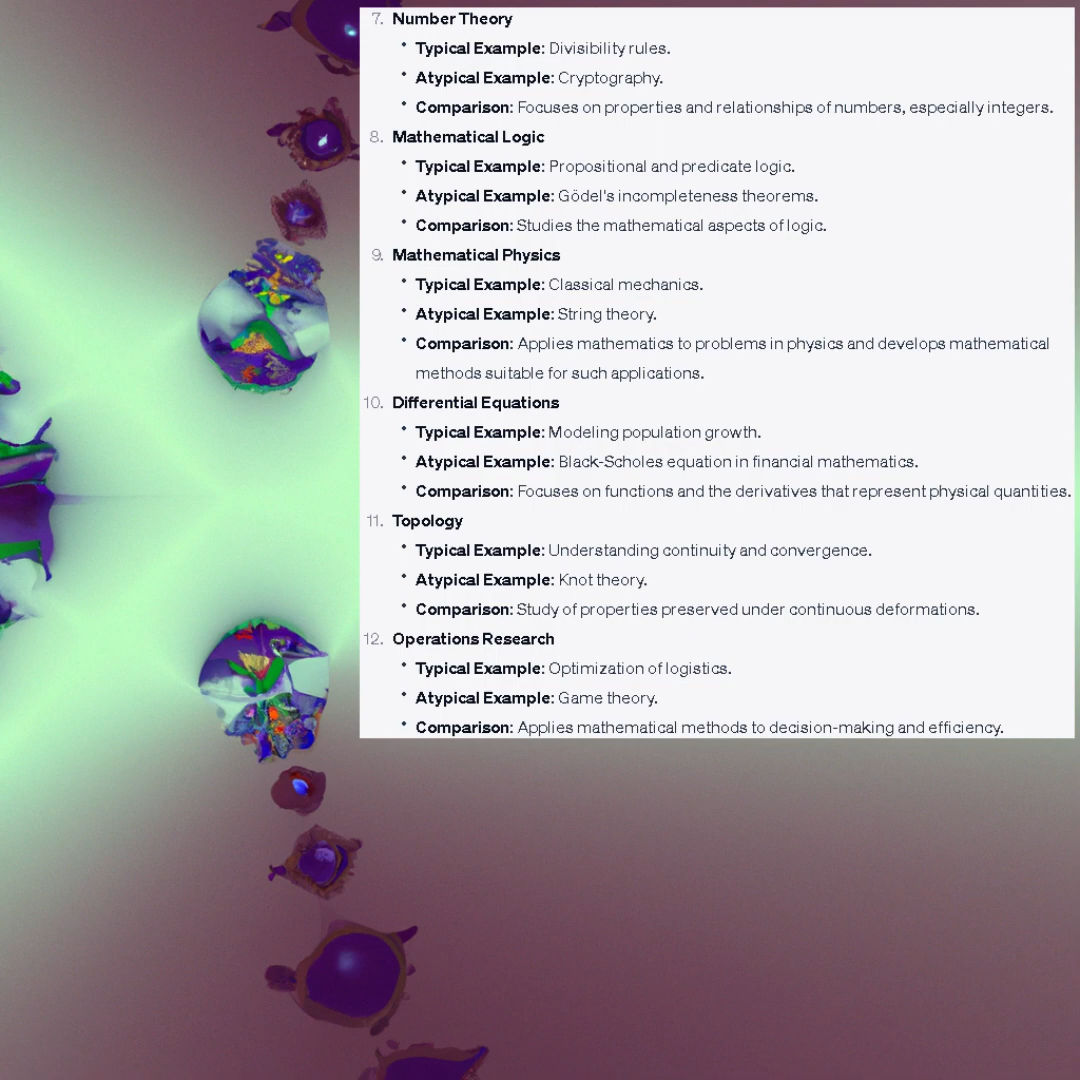 7. Number Theory
• Typical Example: Divisibility rules.
• Atypical Example: Cryptography.
• Comparison: Focuses on properties and relationships of numbers, especially integers.
8. Mathematical Logic
• Typical Example: Propositional and predicate logic.
• Atypical Example: Gödel's incompleteness theorems.
• Comparison: Studies the mathematical aspects of logic.
9. Mathematical Physics
• Typical Example: Classical mechanics.
• Atypical Example: String theory.
• Comparison: Applies mathematics to problems in physics and develops mathematical
methods suitable for such applications.
10. Differential Equations
• Typical Example: Modeling population growth.
• Atypical Example: Black-Scholes equation in financial mathematics.
• Comparison: Focuses on functions and the derivatives that represent physical quantities.
11. Topology
• Typical Example: Understanding continuity and convergence.
• Atypical Example: Knot theory.
• Comparison: Study of properties preserved under continuous deformations.
12. Operations Research
• Typical Example: Optimization of logistics.
• Atypical Example: Game theory.
• Comparison: Applies mathematical methods to decision-making and efficiency.